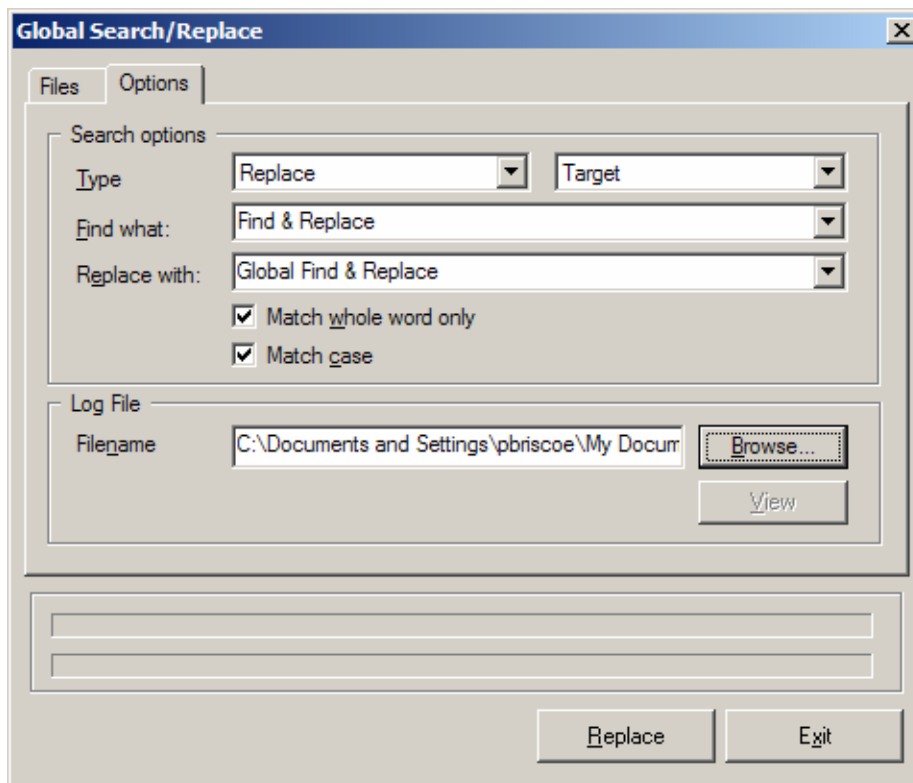 Global Search/Replace
Files Options
Search options
Type Replace Target
Find what: Find & Replace
Replace with: Global Find & Replace
Match whole word only
Match case
Log File
Filename C:\Documents and Settings\pbriscoe\My Docum Browse...
View
Replace Exit